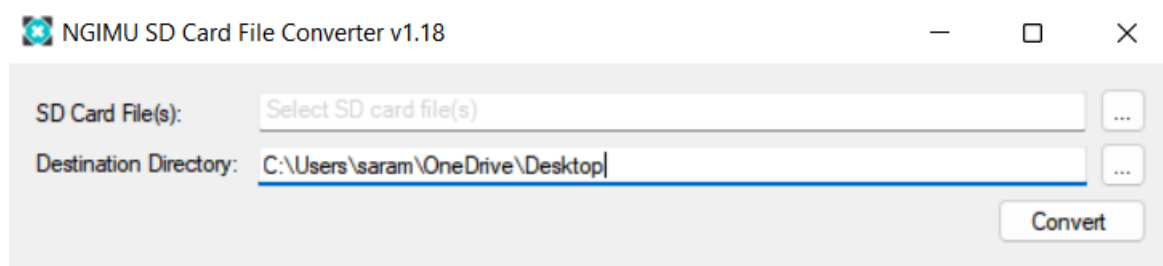 NGIMU SD Card File Converter v1.18
SD Card File(s): Select SD card file(s) ...
Destination Directory: C:\Users\saram\OneDrive\Desktop ...
Convert